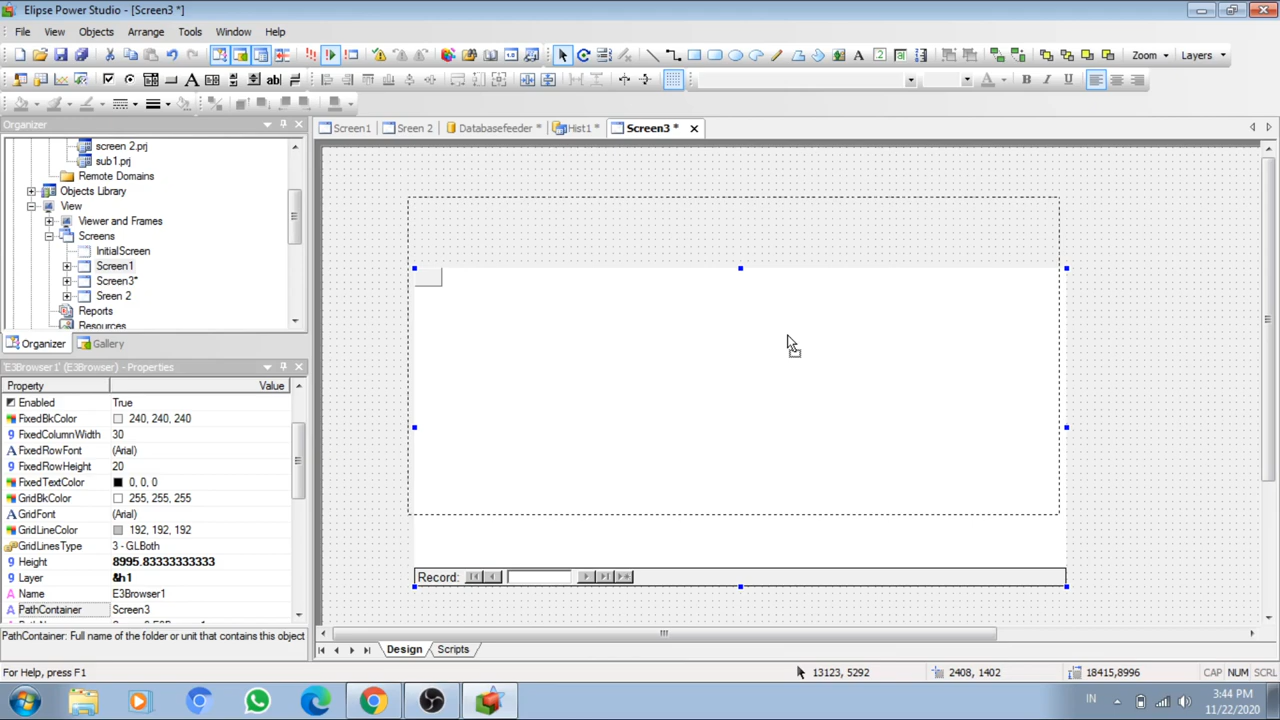 Elipse Power Studio - [Screen3 *]
File View Objects Arrange Tools Window Help
Zoom Layers
B I U
Organizer
Screen1 Sreen 2 Databasefeeder * Hist1 * Screen3 *
screen 2.prj
sub1.prj
Remote Domains
Objects Library
View
Viewer and Frames
Screens
InitialScreen
Screen1
Screen3*
Sreen 2
Reports
Resources
Organizer Gallery
'E3Browser1' (E3Browser) - Properties
Property Value
Enabled True
FixedBkColor 240, 240, 240
FixedColumnWidth 30
FixedRowFont (Arial)
FixedRowHeight 20
FixedTextColor 0, 0, 0
GridBkColor 255, 255, 255
GridFont (Arial)
GridLineColor 192, 192, 192
GridLinesType 3 - GLBoth
Height 8995.83333333333
Layer &h1
Name E3Browser1
PathContainer Screen3
PathContainer: Full name of the folder or unit that contains this object
Record:
Design Scripts
For Help, press F1
13123, 5292 2408, 1402 18415,8996 CAP NUM SCRL
IN 3:44 PM
11/22/2020